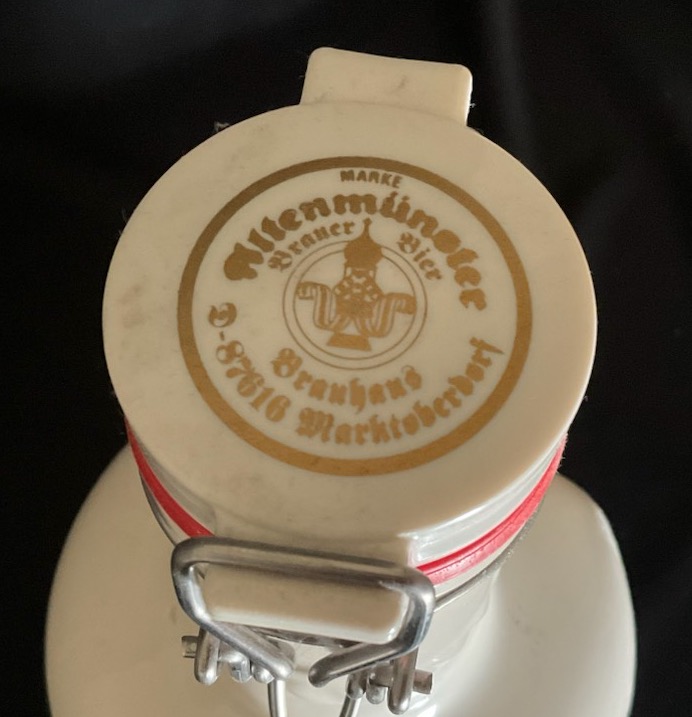 MARKE
Altenmünster
Brauer Bier
Brauhaus
D-87616 Marktoberdorf